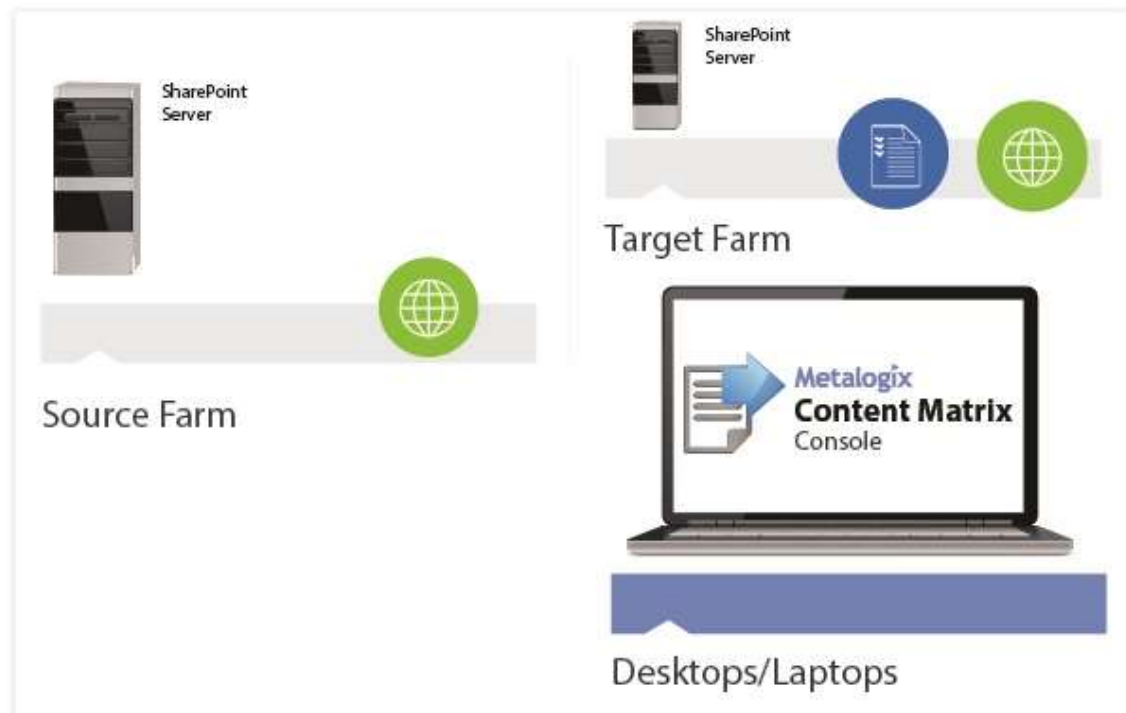 SharePoint
Server
Source Farm
SharePoint
Server
Target Farm
Metalogix
Content Matrix
Console
Desktops/Laptops